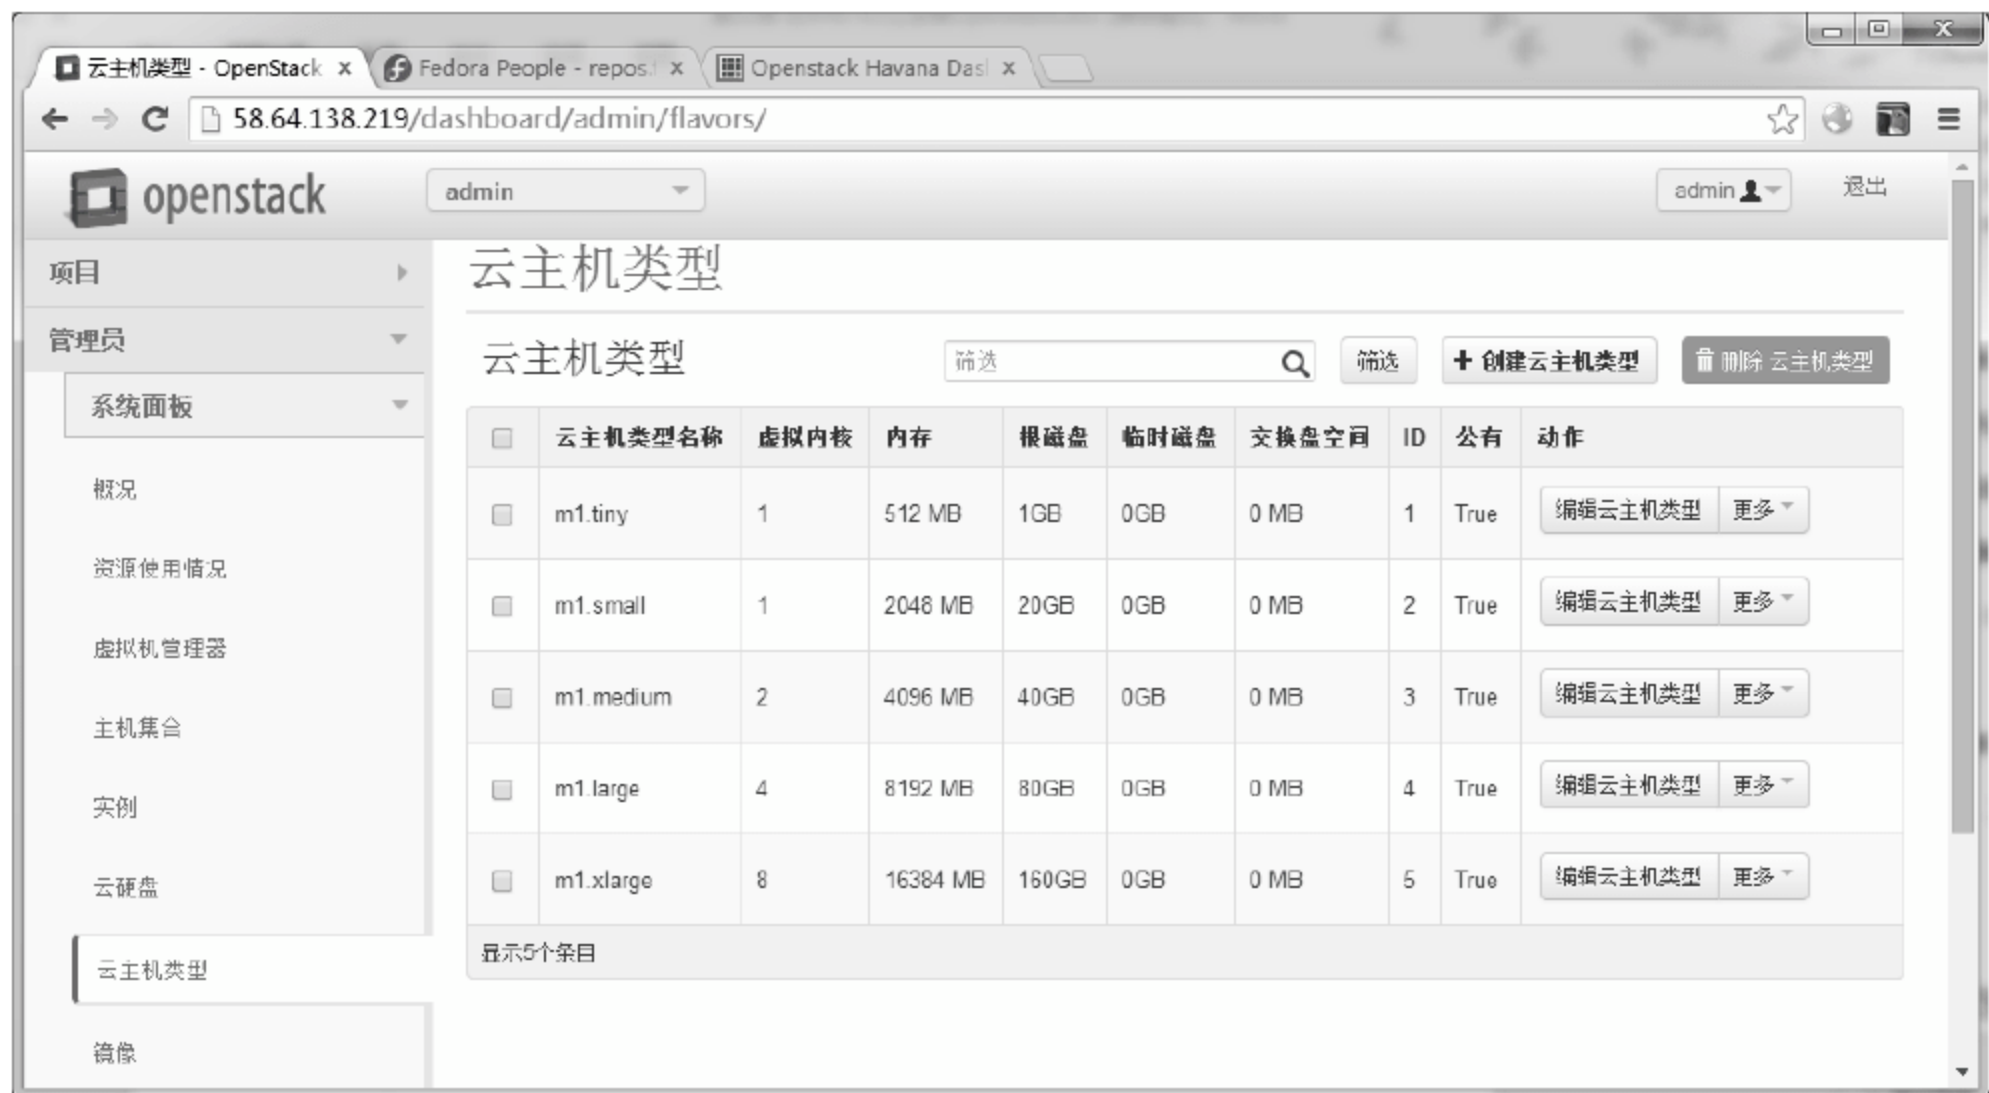 云主机类型 - OpenStack
Fedora People - repos.
Openstack Havana Das
58.64.138.219/dashboard/admin/flavors/
openstack
admin
admin
退出
项目
管理员
系统面板
概况
资源使用情况
虚拟机管理器
主机集合
实例
云硬盘
云主机类型
镜像
云主机类型
云主机类型
筛选
筛选
+ 创建云主机类型
删除 云主机类型
云主机类型名称 虚拟内核 内存 根磁盘 临时磁盘 交换盘空间 ID 公有 动作
m1.tiny 1 512 MB 1GB 0GB 0 MB 1 True 编辑云主机类型 更多
m1.small 1 2048 MB 20GB 0GB 0 MB 2 True 编辑云主机类型 更多
m1.medium 2 4096 MB 40GB 0GB 0 MB 3 True 编辑云主机类型 更多
m1.large 4 8192 MB 80GB 0GB 0 MB 4 True 编辑云主机类型 更多
m1.xlarge 8 16384 MB 160GB 0GB 0 MB 5 True 编辑云主机类型 更多
显示5个条目